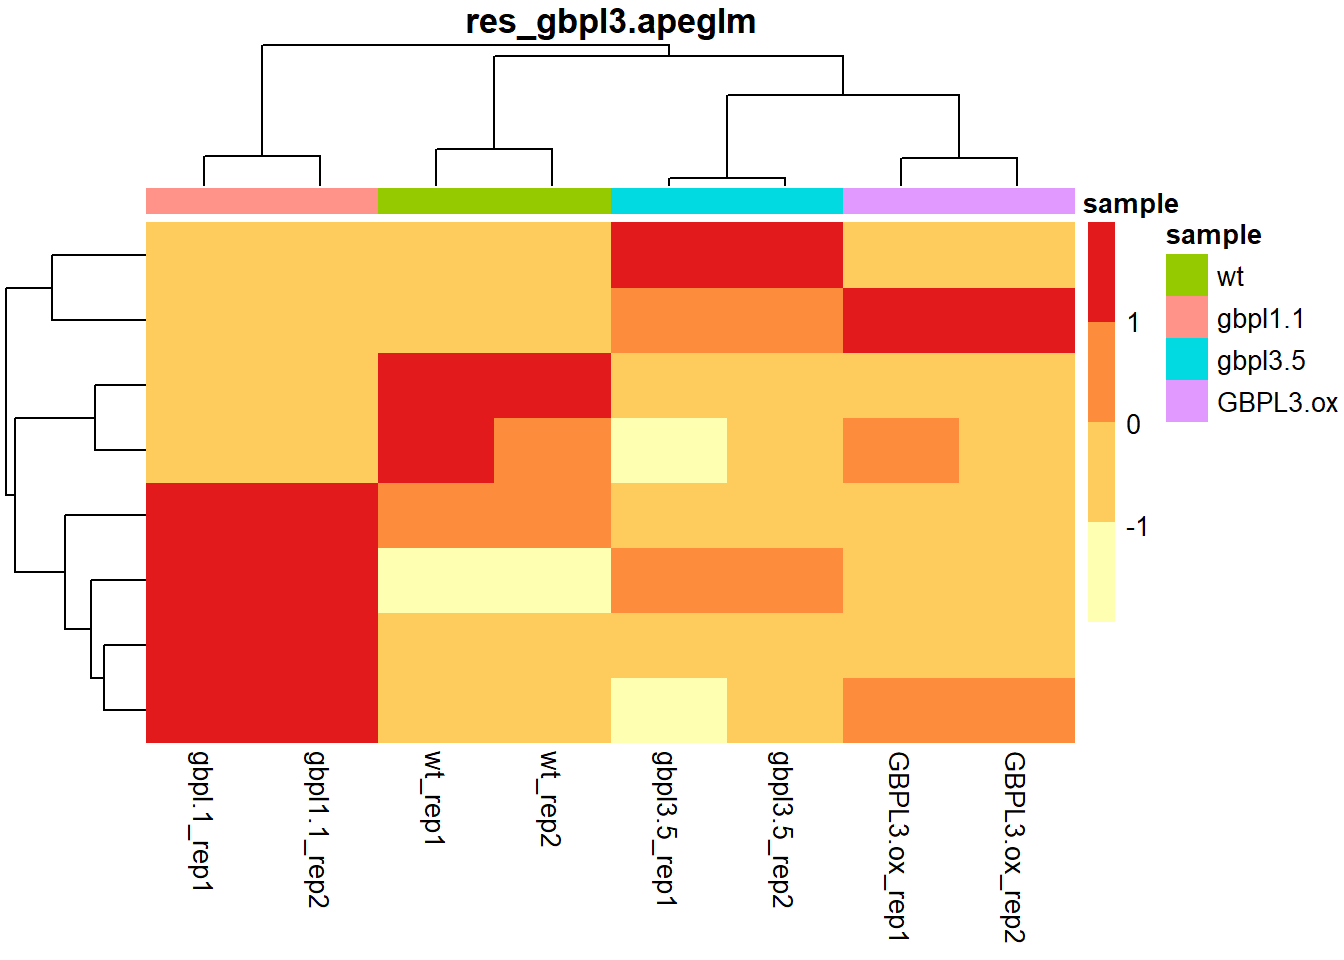 res_gbpl3.apeglm
sample
sample
wt
gbpl1.1
gbpl3.5
GBPL3.ox
1
0
-1
gbpl.1_rep1
gbpl1.1_rep2
wt_rep1
wt_rep2
gbpl3.5_rep1
gbpl3.5_rep2
GBPL3.ox_rep1
GBPL3.ox_rep2